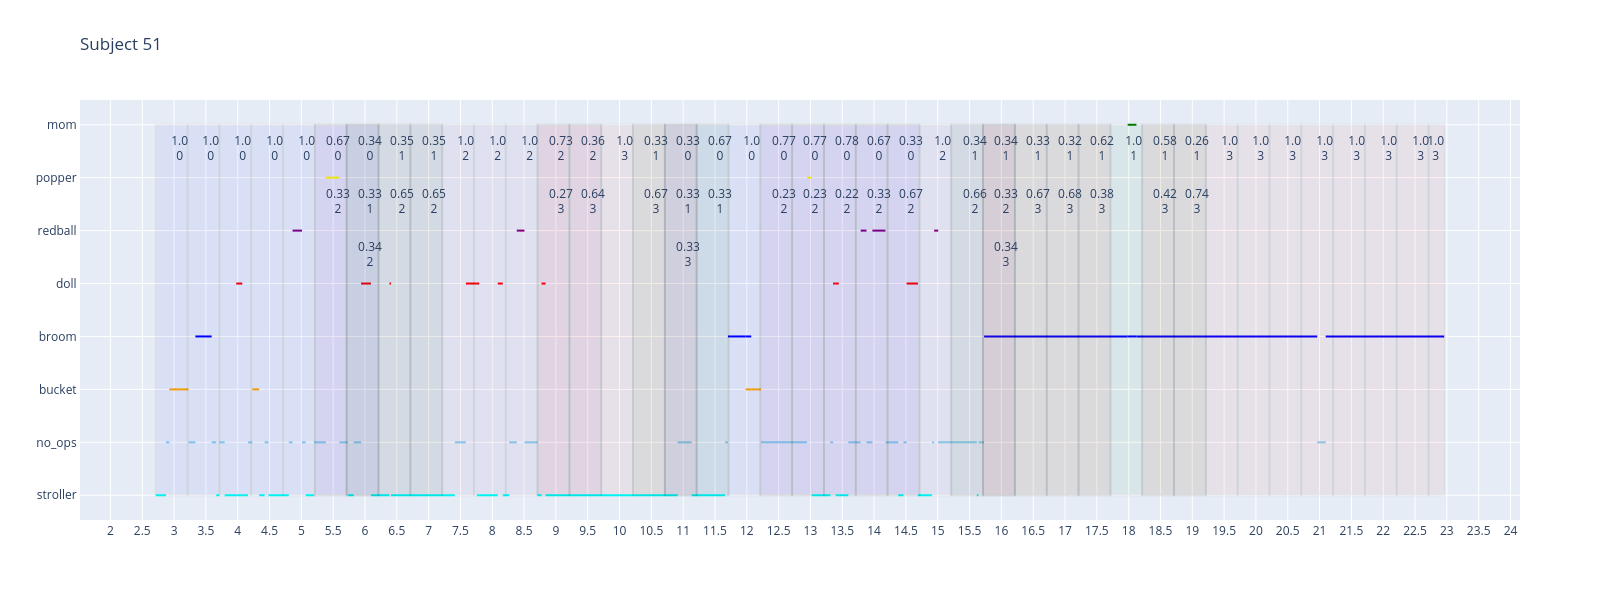 Subject 51
mom
1.0 1.0 1.0 1.0 1.0 0.67 0.34 0.35 0.35 1.0 1.0 1.0 0.73 0.36 1.0 0.33 0.33 0.67 1.0 0.77 0.77 0.78 0.67 0.33 1.0 0.34 0.34 0.33 0.32 0.62 1.0 0.58 0.26 1.0 1.0 1.0 1.0 1.0 1.0 1.0 1.0
0 0 0 0 0 0 0 1 1 2 2 2 2 2 3 1 0 0 0 0 0 0 0 0 2 1 1 1 1 1 1 1 1 3 3 3 3 3 3 3 3
popper
0.33 0.33 0.65 0.65 0.27 0.64 0.67 0.33 0.33 0.23 0.23 0.22 0.33 0.67 0.66 0.33 0.67 0.68 0.38 0.42 0.74
2 1 2 2 3 3 3 1 1 2 2 2 2 2 2 2 3 3 3 3 3
redball
0.34 0.33 0.34
2 3 3
doll
broom
bucket
no_ops
stroller
2 2.5 3 3.5 4 4.5 5 5.5 6 6.5 7 7.5 8 8.5 9 9.5 10 10.5 11 11.5 12 12.5 13 13.5 14 14.5 15 15.5 16 16.5 17 17.5 18 18.5 19 19.5 20 20.5 21 21.5 22 22.5 23 23.5 24